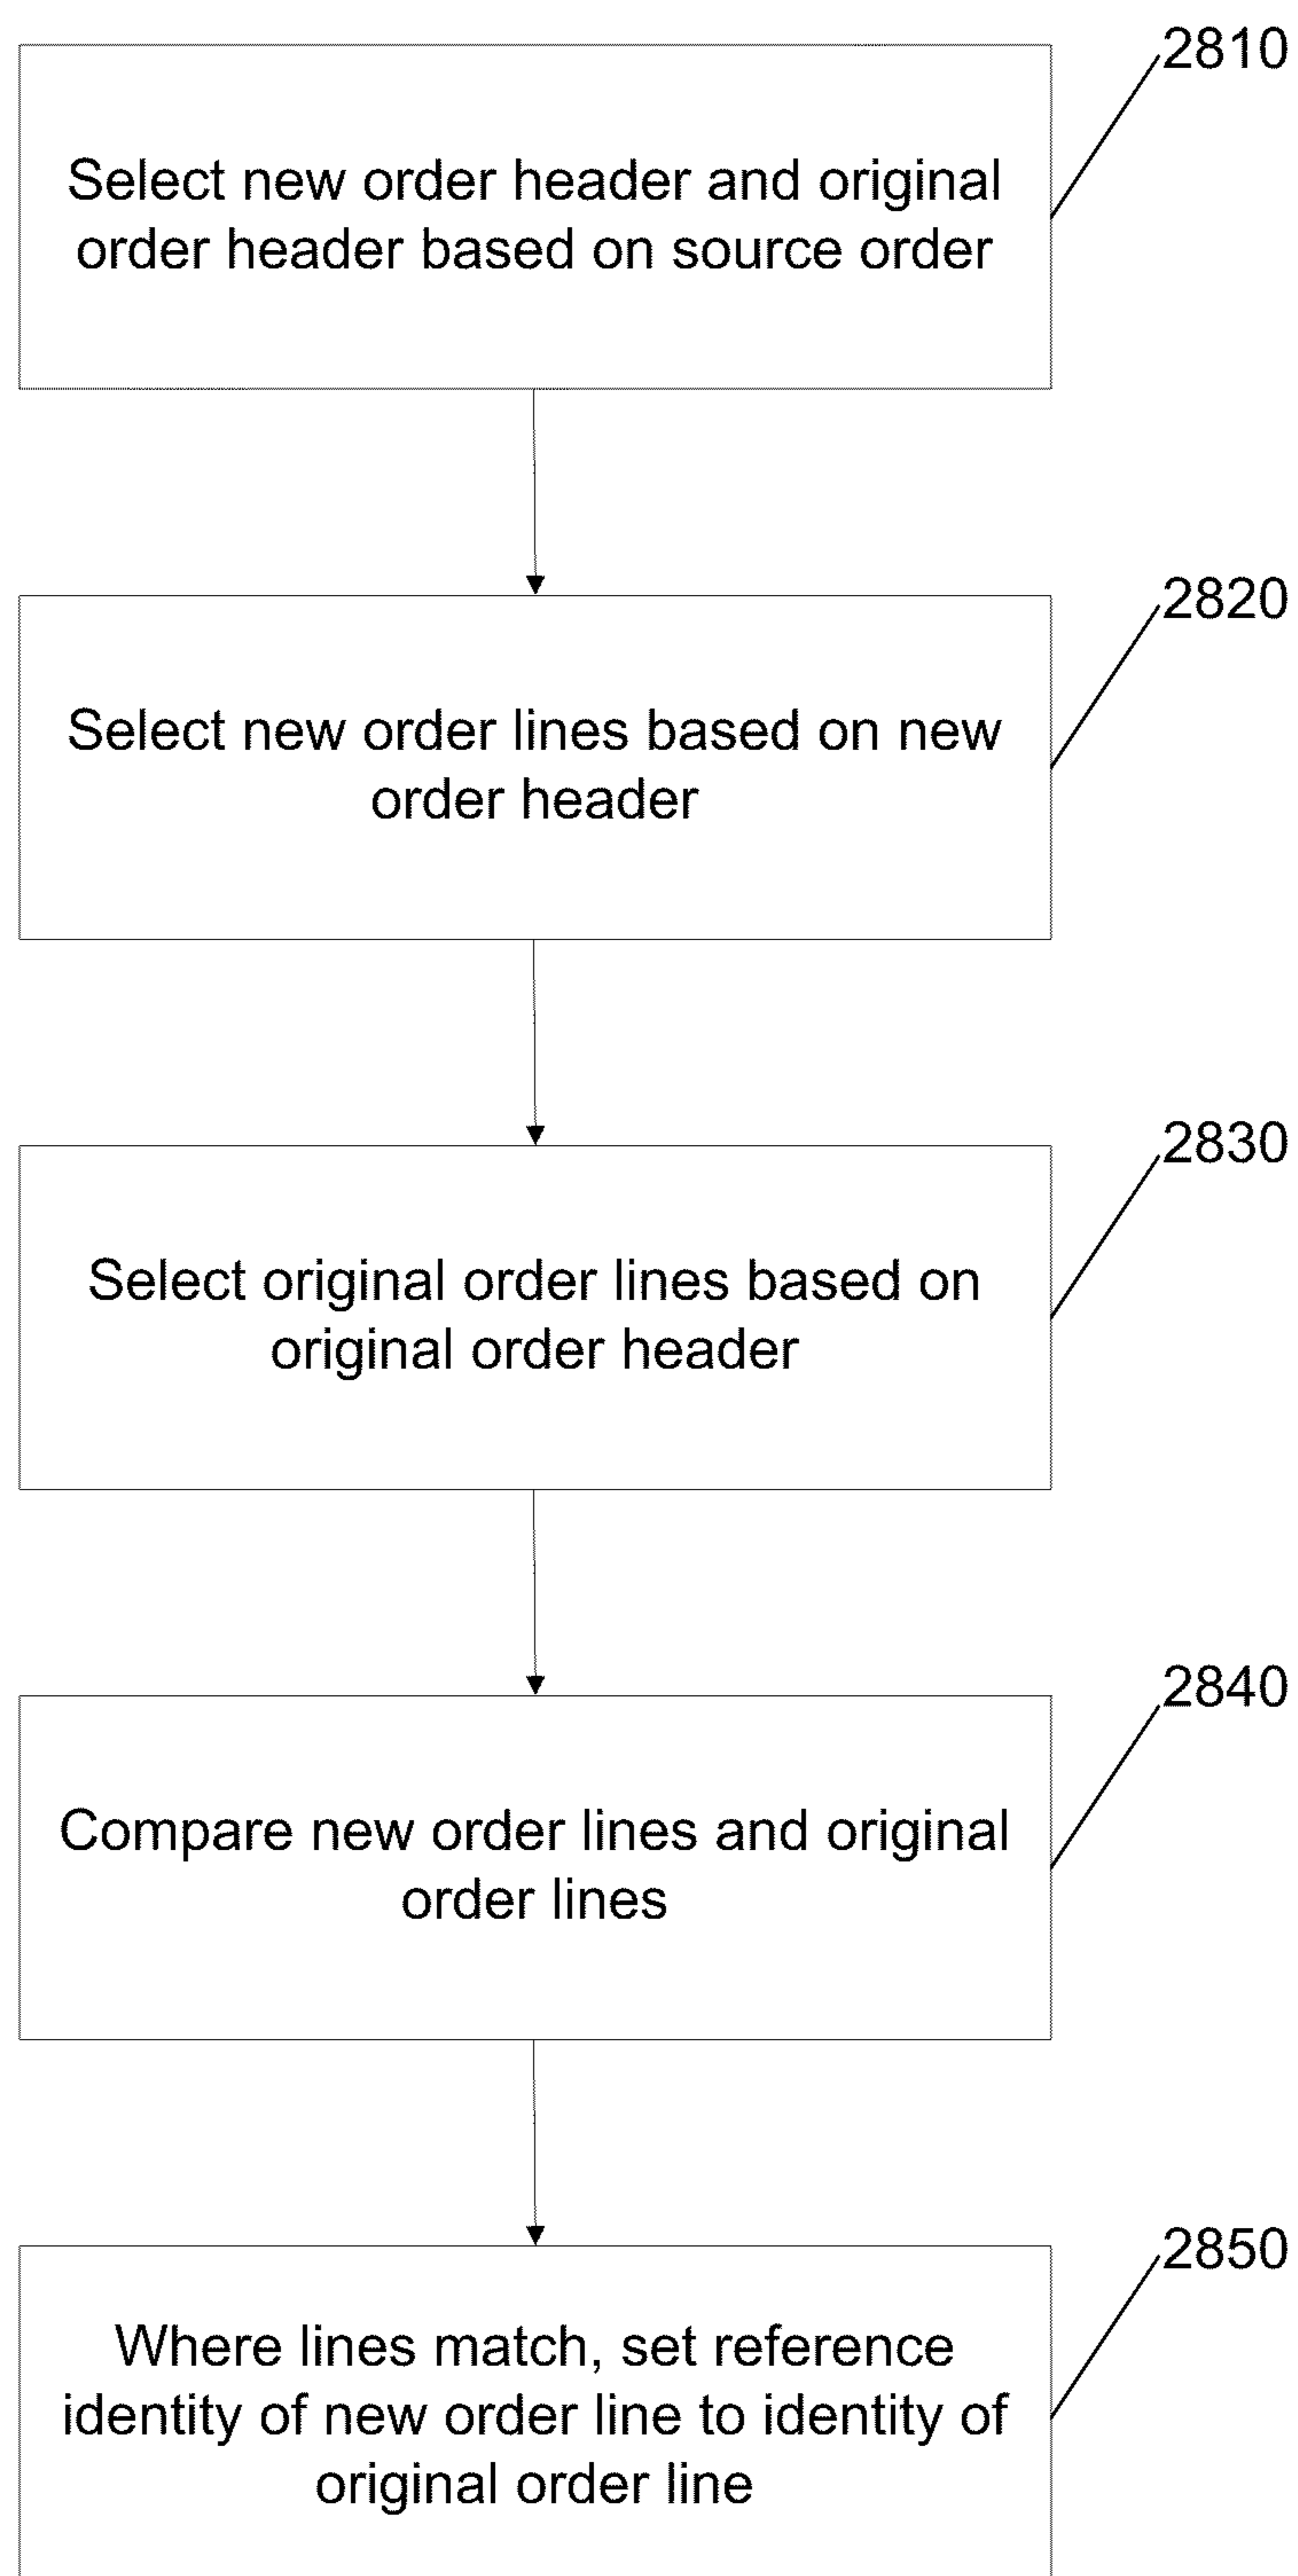 2810
Select new order header and original
order header based on source order
2820
Select new order lines based on new
order header
2830
Select original order lines based on
original order header
2840
Compare new order lines and original
order lines
2850
Where lines match, set reference
identity of new order line to identity of
original order line